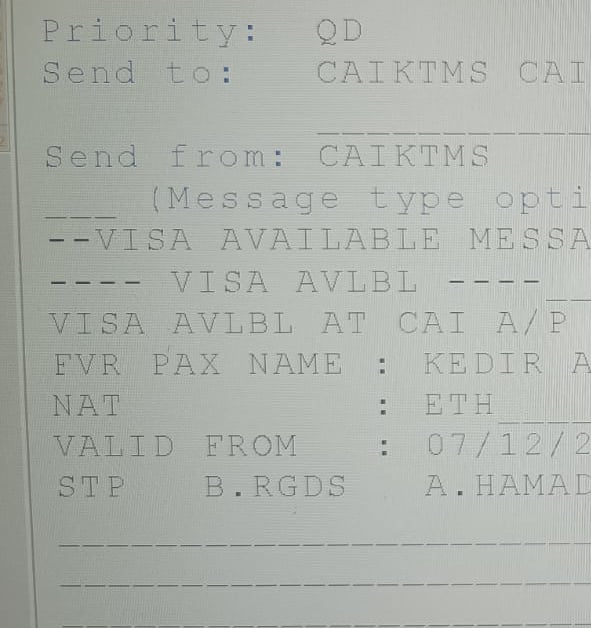 Priority: QD
Send to: CAIKTMS CAI
Send from: CAIKTMS
___ (Message type opti
--VISA AVAILABLE MESSA
---- VISA AVLBL ----
VISA AVLBL AT CAI A/P
FVR PAX NAME : KEDIR A
NAT : ETH
VALID FROM : 07/12/2
STP B.RGDS A.HAMAD